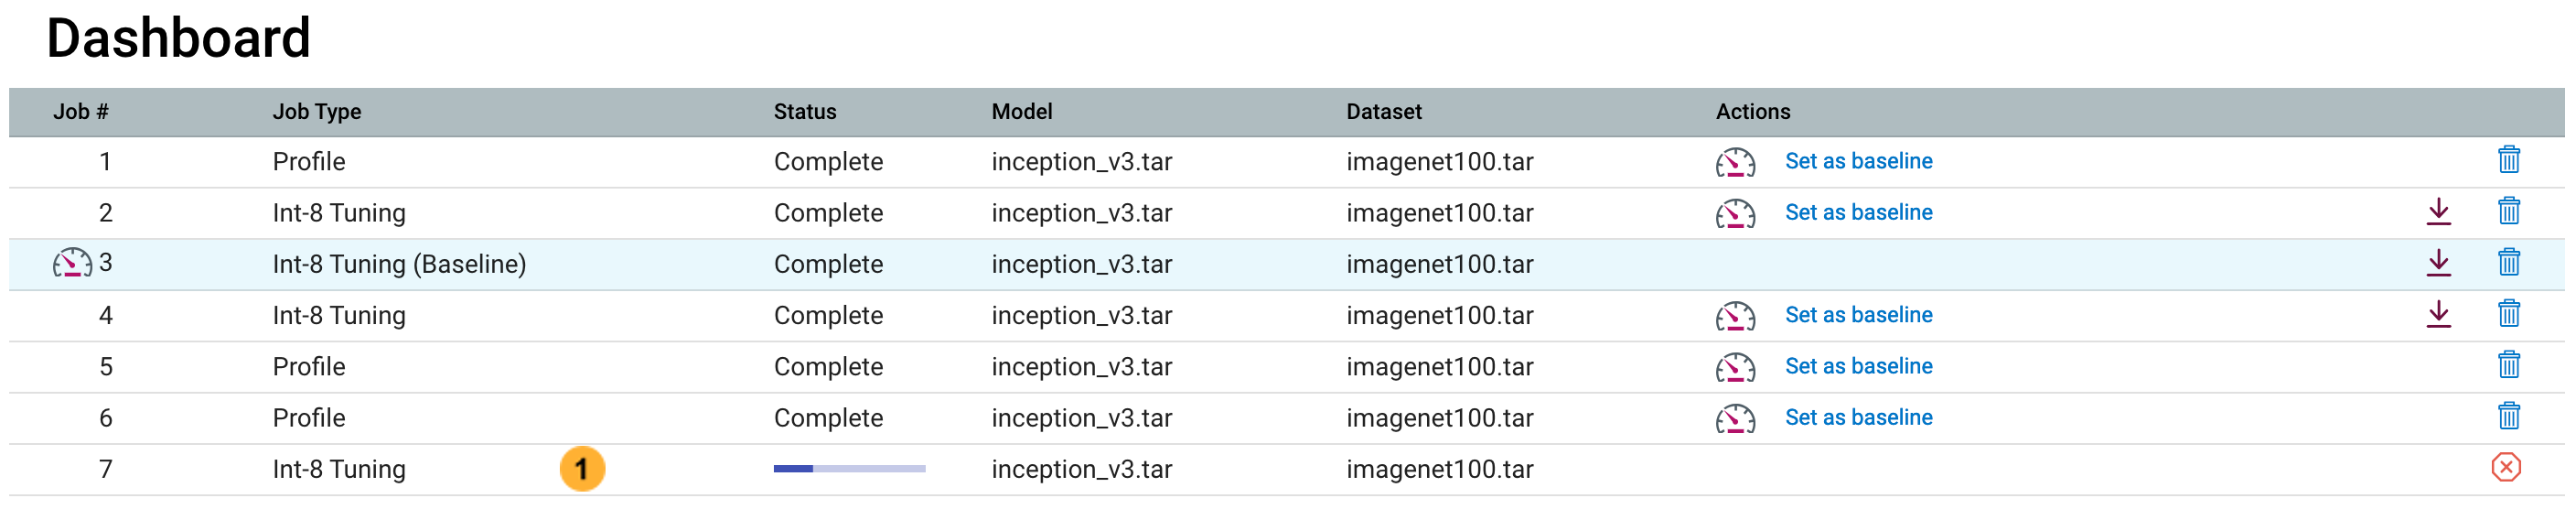 Dashboard
Job # Job Type Status Model Dataset Actions
1 Profile Complete inception_v3.tar imagenet100.tar Set as baseline
2 Int-8 Tuning Complete inception_v3.tar imagenet100.tar Set as baseline
3 Int-8 Tuning (Baseline) Complete inception_v3.tar imagenet100.tar
4 Int-8 Tuning Complete inception_v3.tar imagenet100.tar Set as baseline
5 Profile Complete inception_v3.tar imagenet100.tar Set as baseline
6 Profile Complete inception_v3.tar imagenet100.tar Set as baseline
7 Int-8 Tuning 1 inception_v3.tar imagenet100.tar